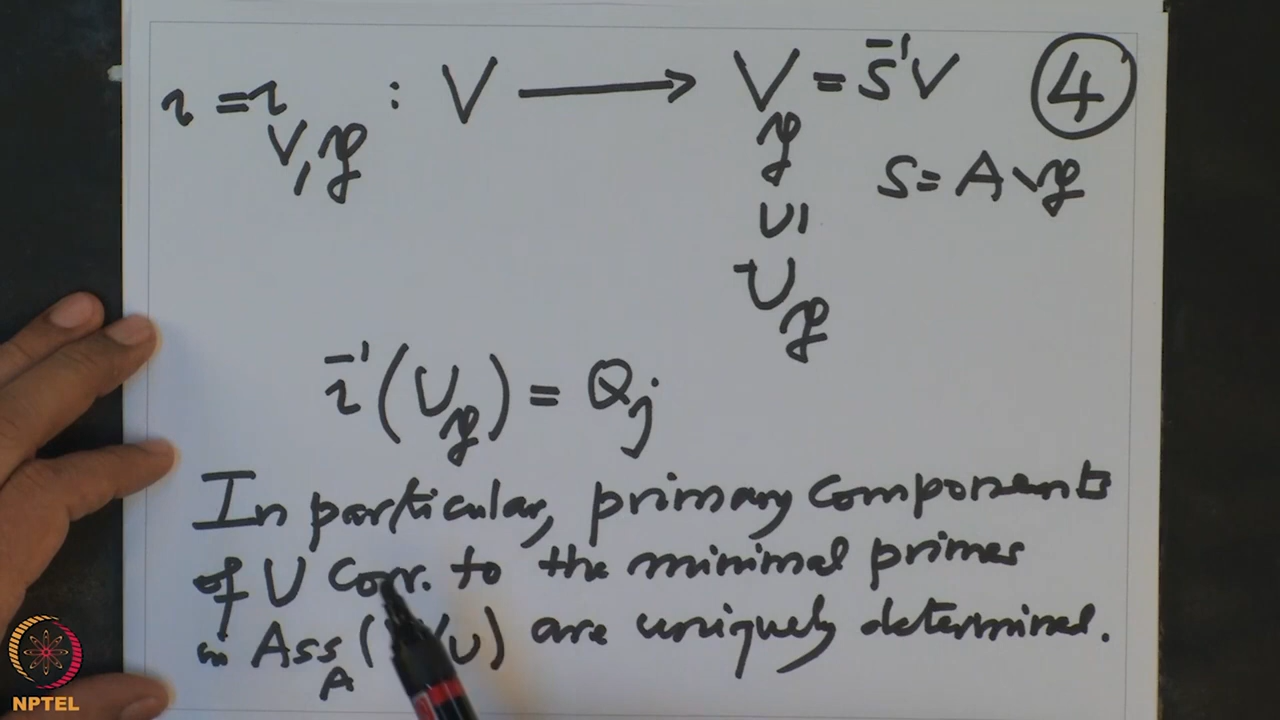 ι = ι_{V,𝔭} : V ⟶ V_𝔭 = S⁻¹V ④
S = A∖𝔭
∪|
U_𝔭
ι⁻¹(U_𝔭) = Q_j
In particular, primary components
of U Corr. to the minimal primes
in Ass_A ( /U) are uniquely determined.
NPTEL